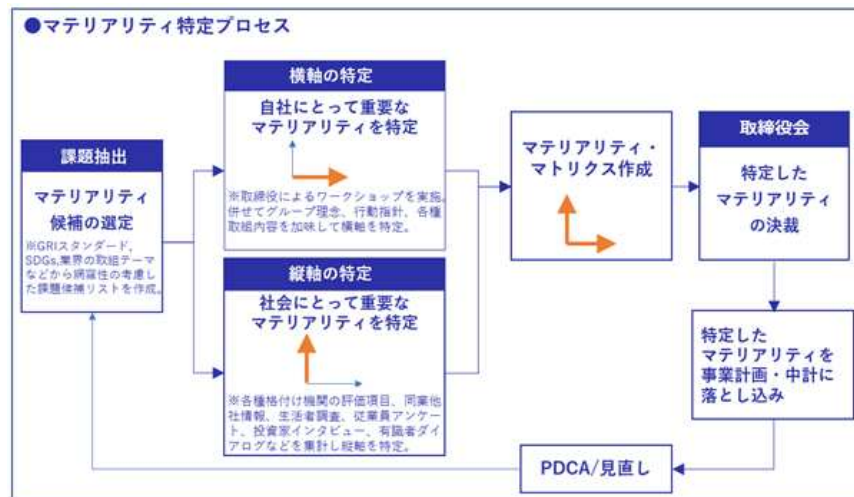 ●マテリアリティ特定プロセス
課題抽出
マテリアリティ
候補の選定
※GRIスタンダード、
SDGs,業界の取組テーマ
などから網羅性の考慮し
た課題候補リストを作成。
横軸の特定
自社にとって重要な
マテリアリティを特定
※取締役によるワークショップを実施。
併せてグループ理念、行動指針、各種
取組内容を加味して横軸を特定。
縦軸の特定
社会にとって重要な
マテリアリティを特定
※各種格付け機関の評価項目、同業他
社情報、生活者調査、従業員アンケー
ト、投資家インタビュー、有識者ダイ
アログなどを集計し縦軸を特定。
マテリアリティ・
マトリクス作成
取締役会
特定した
マテリアリティ
の決裁
特定した
マテリアリティを
事業計画・中計に
落とし込み
PDCA/見直し